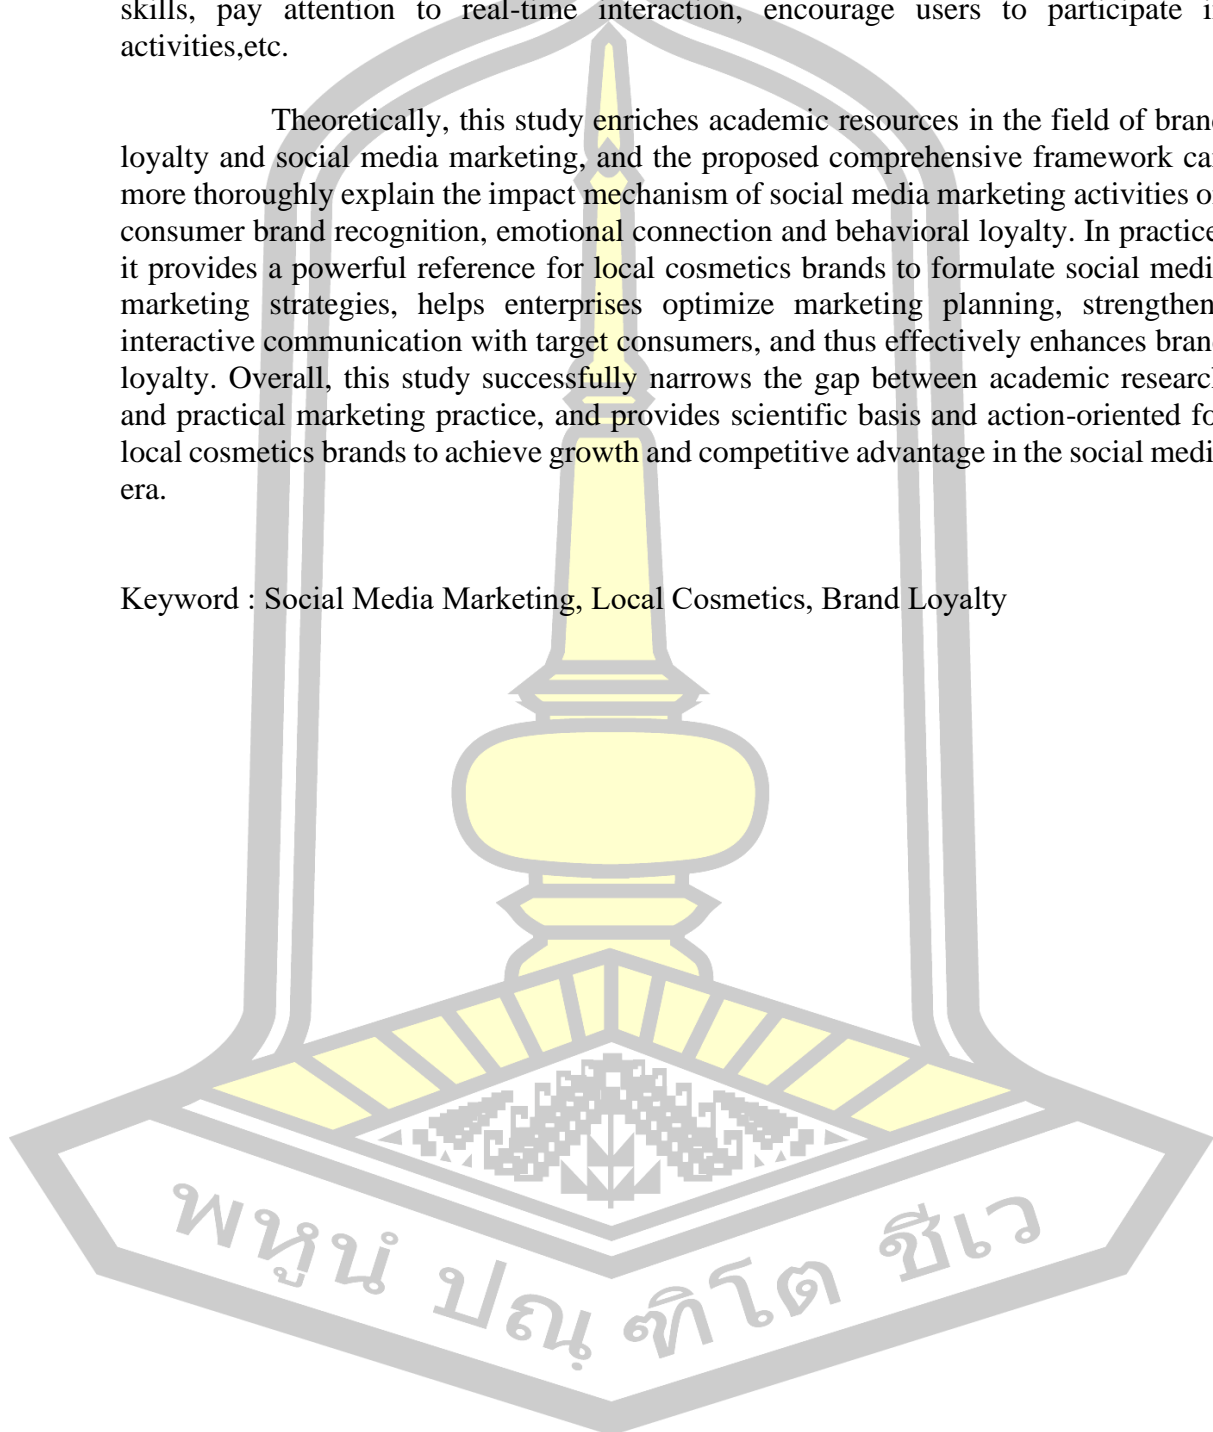 skills, pay attention to real-time interaction, encourage users to participate i
activities,etc.
Theoretically, this study enriches academic resources in the field of bran
loyalty and social media marketing, and the proposed comprehensive framework ca
more thoroughly explain the impact mechanism of social media marketing activities o
consumer brand recognition, emotional connection and behavioral loyalty. In practice
it provides a powerful reference for local cosmetics brands to formulate social medi
marketing strategies, helps enterprises optimize marketing planning, strengthen
interactive communication with target consumers, and thus effectively enhances bran
loyalty. Overall, this study successfully narrows the gap between academic researc
and practical marketing practice, and provides scientific basis and action-oriented fo
local cosmetics brands to achieve growth and competitive advantage in the social medi
era.
Keyword : Social Media Marketing, Local Cosmetics, Brand Loyalty
พหูนํ ปณฺ ฑิโต ชีเว